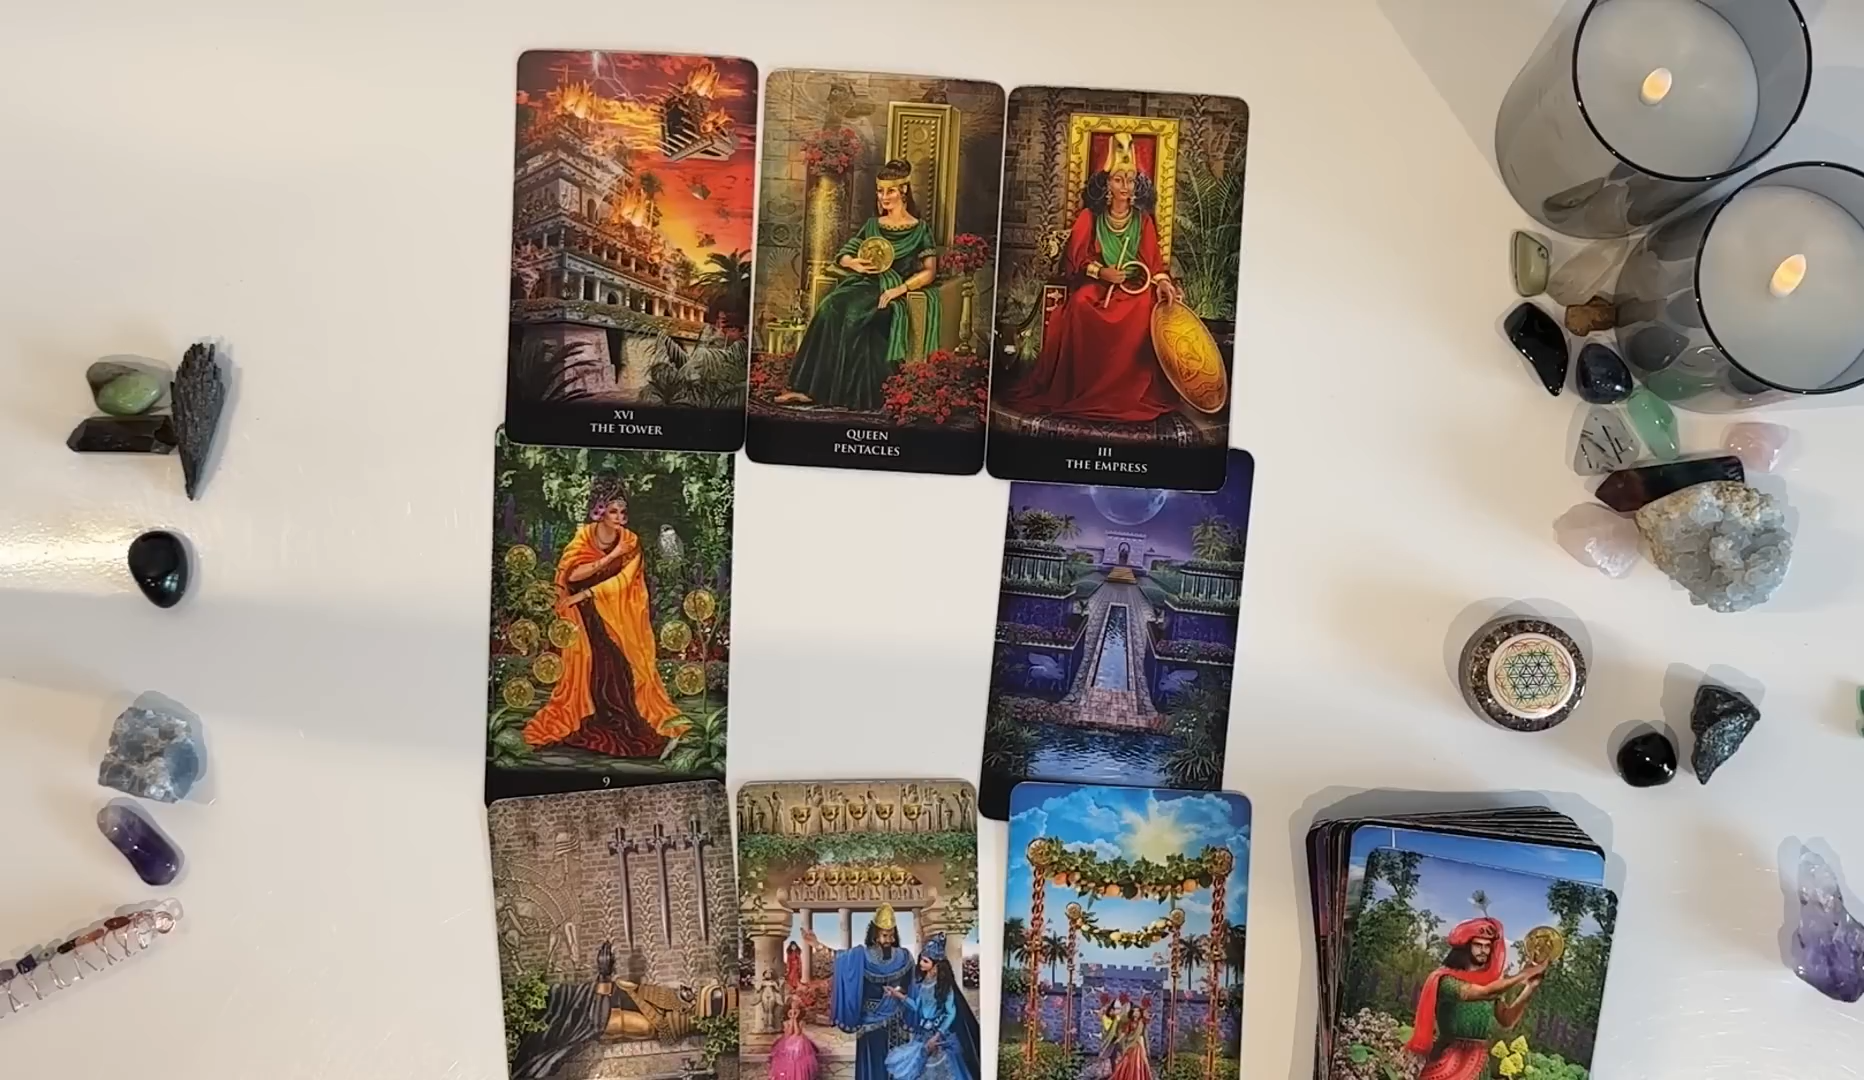 XVI
THE TOWER
QUEEN
PENTACLES
III
THE EMPRESS
9